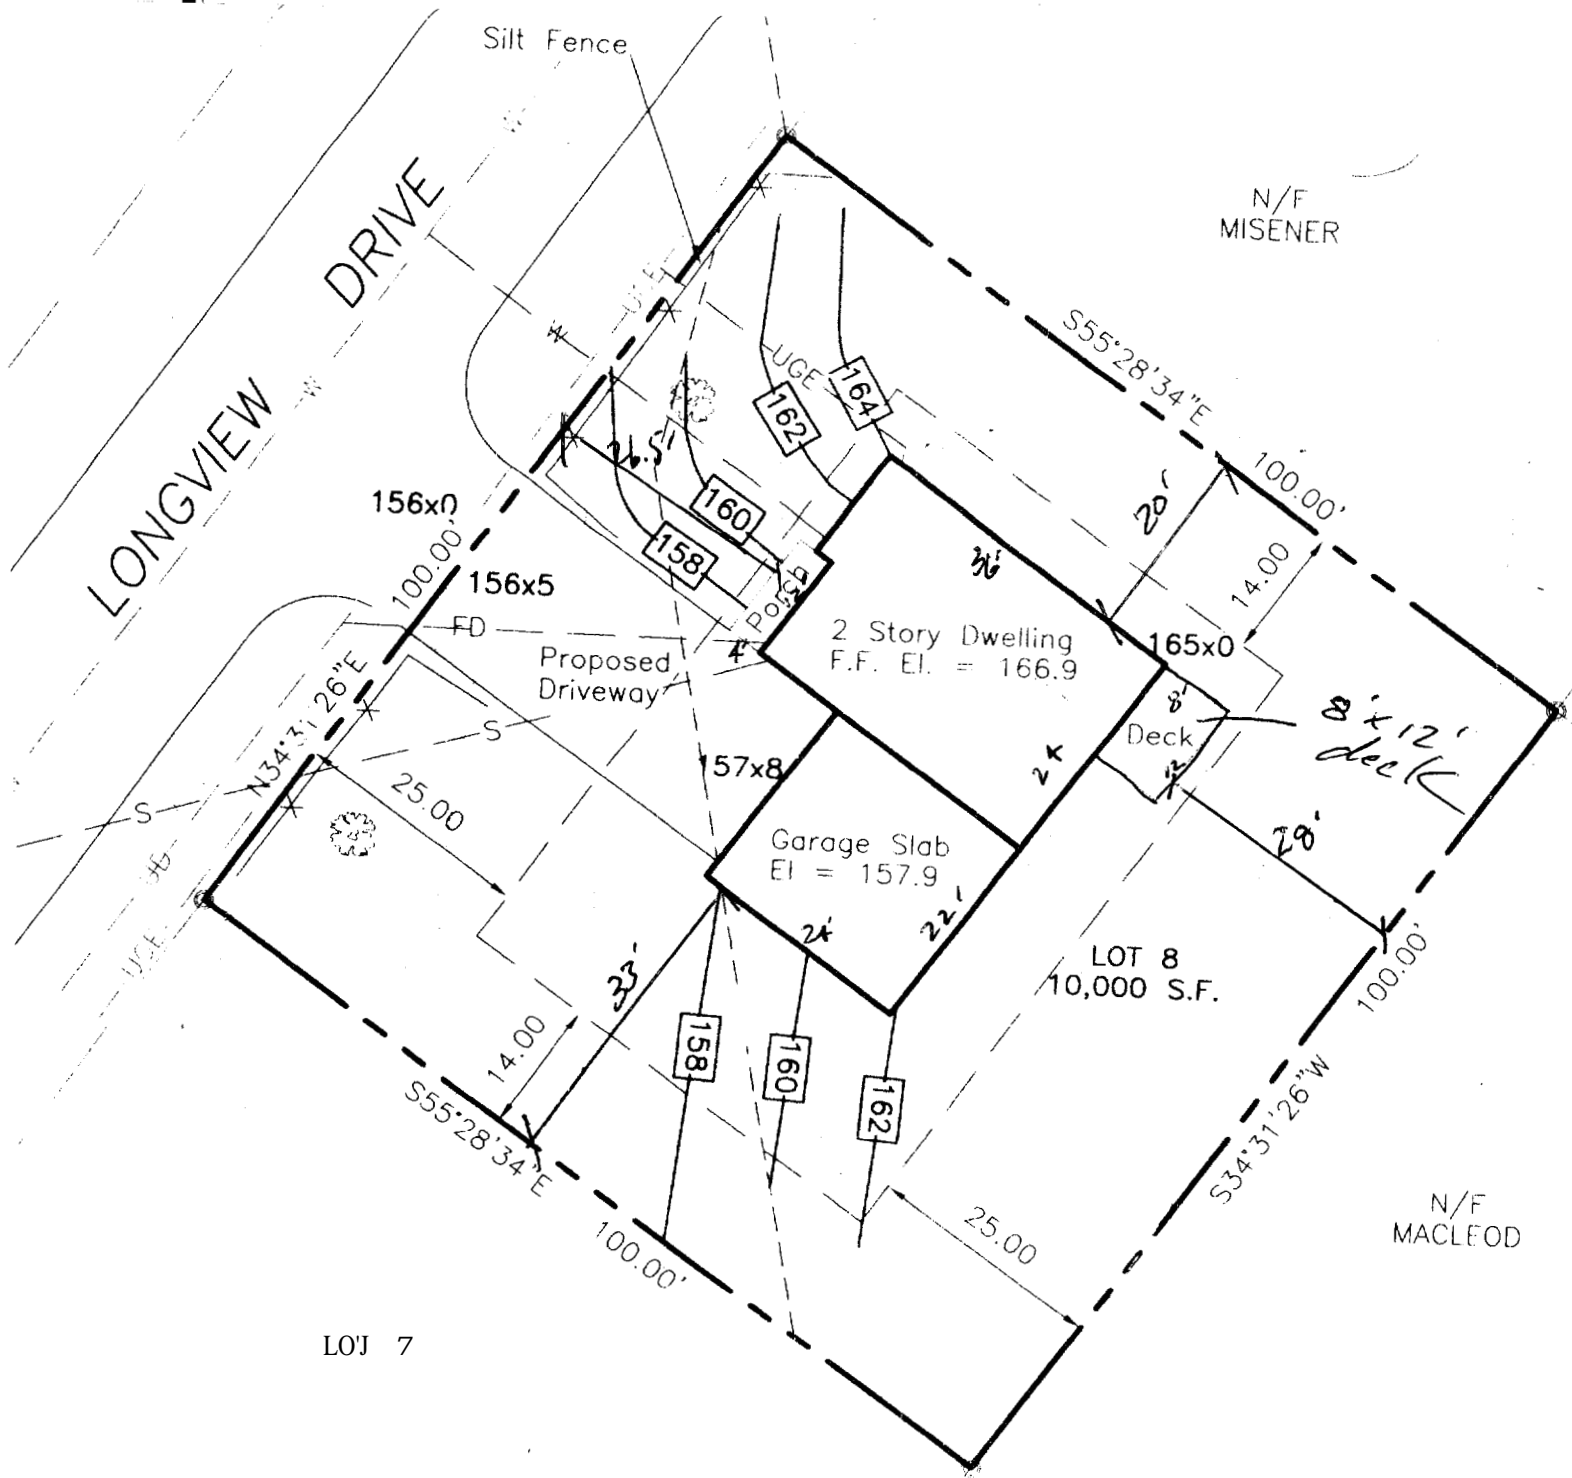 Silt Fence
LONGVIEW DRIVE
N/F
MISENER
S55°28'34"E
100.00'
W
W
W
UGE
UGE
164
162
160
158
26.5'
20'
14.00
36'
156x0
156x5
100.00'
N34°31'26"E
FD
Proposed
Driveway
Porch
4'
2 Story Dwelling
F.F. El. = 166.9
165x0
8'
Deck
12
8'x12'
deck
24
28'
S
S
25.00
157x8
Garage Slab
El = 157.9
24'
22'
LOT 8
10,000 S.F.
100.00'
S34°31'26"W
UGE
33'
14.00
158
160
162
S55°28'34"E
100.00'
25.00
N/F
MACLEOD
LO'J 7